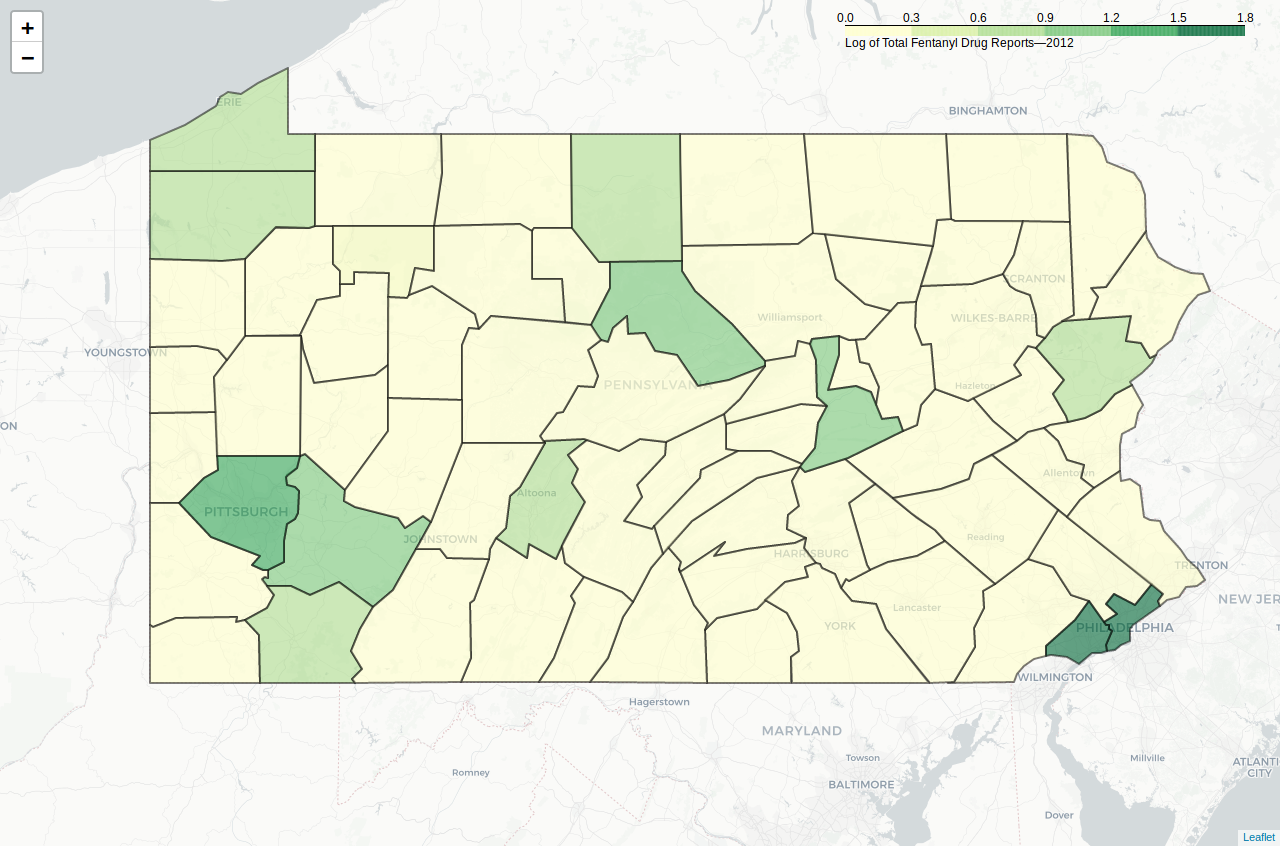 +
−
0.0 0.3 0.6 0.9 1.2 1.5 1.8
Log of Total Fentanyl Drug Reports—2012
ERIE
BINGHAMTON
SCRANTON
Williamsport
WILKES-BARRE
YOUNGSTOWN
PENNSYLVANIA
Hazleton
ON
Allentown
Altoona
PITTSBURGH
JOHNSTOWN
HARRISBURG
Reading
TRENTON
NEW JER
Lancaster
YORK
PHILADELPHIA
WILMINGTON
Hagerstown
MARYLAND
Towson
Millville
ATLANTI
CITY
Romney
BALTIMORE
Dover
Leaflet